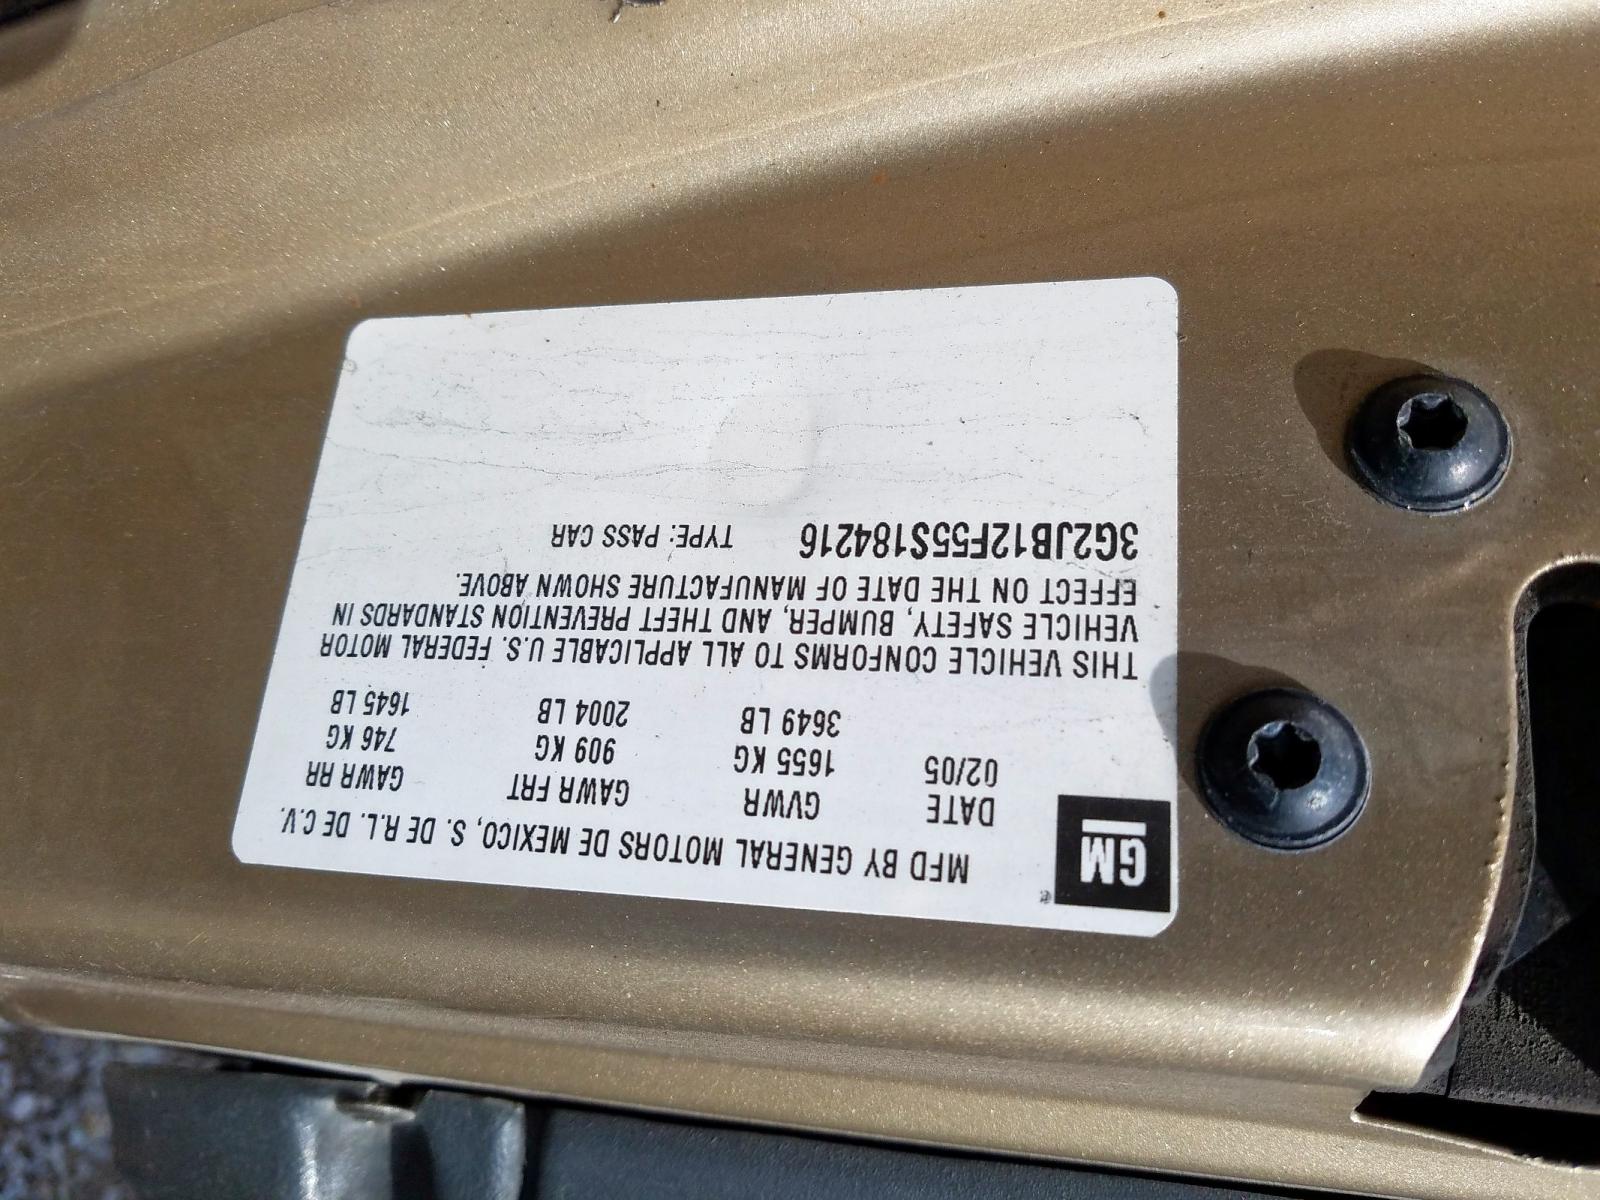 GM
MFD BY GENERAL MOTORS DE MEXICO, S. DE R.L. DE C.V.
DATE GVWR GAWR FRT GAWR RR
02/05 1655 KG 909 KG 746 KG
3649 LB 2004 LB 1645 LB
THIS VEHICLE CONFORMS TO ALL APPLICABLE U.S. FEDERAL MOTOR
VEHICLE SAFETY, BUMPER, AND THEFT PREVENTION STANDARDS IN
EFFECT ON THE DATE OF MANUFACTURE SHOWN ABOVE.
3G2JB12F55S184216 TYPE: PASS CAR